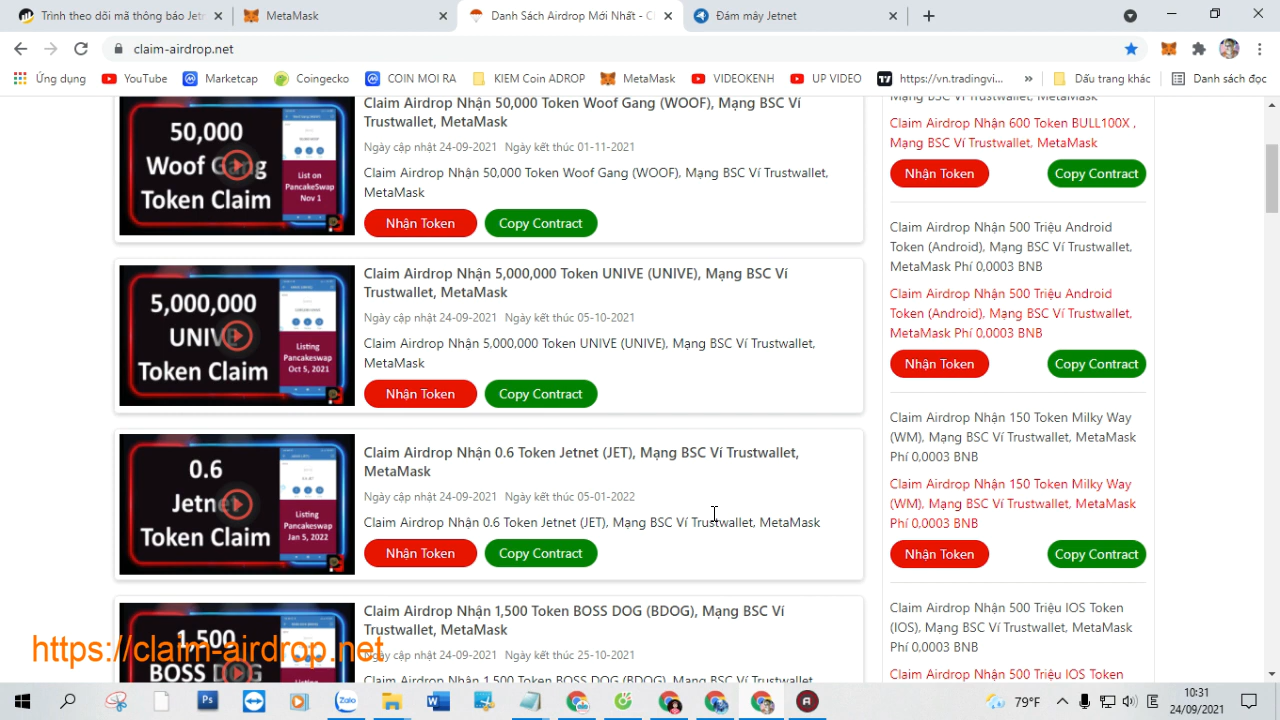 Trình theo dõi mã thông báo Jet
MetaMask
Danh Sách Airdrop Mới Nhất - Cl
Cắm máy Jetnet
claim-airdrop.net
Ứng dụng
YouTube
Marketcap
Coingecko
COIN MOI RA
KIEM Coin ADROP
MetaMask
VIDEOKENH
UP VIDEO
https://vn.tradingvi...
»
Dấu trang khác
Danh sách đọc
50,000
Woof Gang
Token Claim
List on
PancakeSwap
Nov 1
Claim Airdrop Nhận 50,000 Token Woof Gang (WOOF), Mạng BSC Ví
Trustwallet, MetaMask
Ngày cập nhật 24-09-2021 Ngày kết thúc 01-11-2021
Claim Airdrop Nhận 50,000 Token Woof Gang (WOOF), Mạng BSC Ví Trustwallet,
MetaMask
Nhận Token
Copy Contract
5,000,000
UNIVE
Token Claim
Listing
Pancakeswap
Oct 5, 2021
Claim Airdrop Nhận 5,000,000 Token UNIVE (UNIVE), Mạng BSC Ví
Trustwallet, MetaMask
Ngày cập nhật 24-09-2021 Ngày kết thúc 05-10-2021
Claim Airdrop Nhận 5,000,000 Token UNIVE (UNIVE), Mạng BSC Ví Trustwallet,
MetaMask
Nhận Token
Copy Contract
0.6
Jetnet
Token Claim
Listing
Pancakeswap
Jan 5, 2022
Claim Airdrop Nhận 0.6 Token Jetnet (JET), Mạng BSC Ví Trustwallet,
MetaMask
Ngày cập nhật 24-09-2021 Ngày kết thúc 05-01-2022
Claim Airdrop Nhận 0.6 Token Jetnet (JET), Mạng BSC Ví Trustwallet, MetaMask
Nhận Token
Copy Contract
1,500
BOSS DOG
Listing
Claim Airdrop Nhận 1,500 Token BOSS DOG (BDOG), Mạng BSC Ví
Trustwallet, MetaMask
Ngày cập nhật 24-09-2021 Ngày kết thúc 25-10-2021
Claim Airdrop Nhận 1,500 Token BOSS DOG (BDOG), Mạng BSC Ví Trustwallet,
https://claim-airdrop.net
Mạng BSC Ví Trustwallet, MetaMask
Claim Airdrop Nhận 600 Token BULL100X ,
Mạng BSC Ví Trustwallet, MetaMask
Nhận Token
Copy Contract
Claim Airdrop Nhận 500 Triệu Android
Token (Android), Mạng BSC Ví Trustwallet,
MetaMask Phí 0,0003 BNB
Claim Airdrop Nhận 500 Triệu Android
Token (Android), Mạng BSC Ví Trustwallet,
MetaMask Phí 0,0003 BNB
Nhận Token
Copy Contract
Claim Airdrop Nhận 150 Token Milky Way
(WM), Mạng BSC Ví Trustwallet, MetaMask
Phí 0,0003 BNB
Claim Airdrop Nhận 150 Token Milky Way
(WM), Mạng BSC Ví Trustwallet, MetaMask
Phí 0,0003 BNB
Nhận Token
Copy Contract
Claim Airdrop Nhận 500 Triệu IOS Token
(IOS), Mạng BSC Ví Trustwallet, MetaMask
Phí 0,0003 BNB
Claim Airdrop Nhận 500 Triệu IOS Token
Ps
Zalo
W
79°F
10:31
24/09/2021